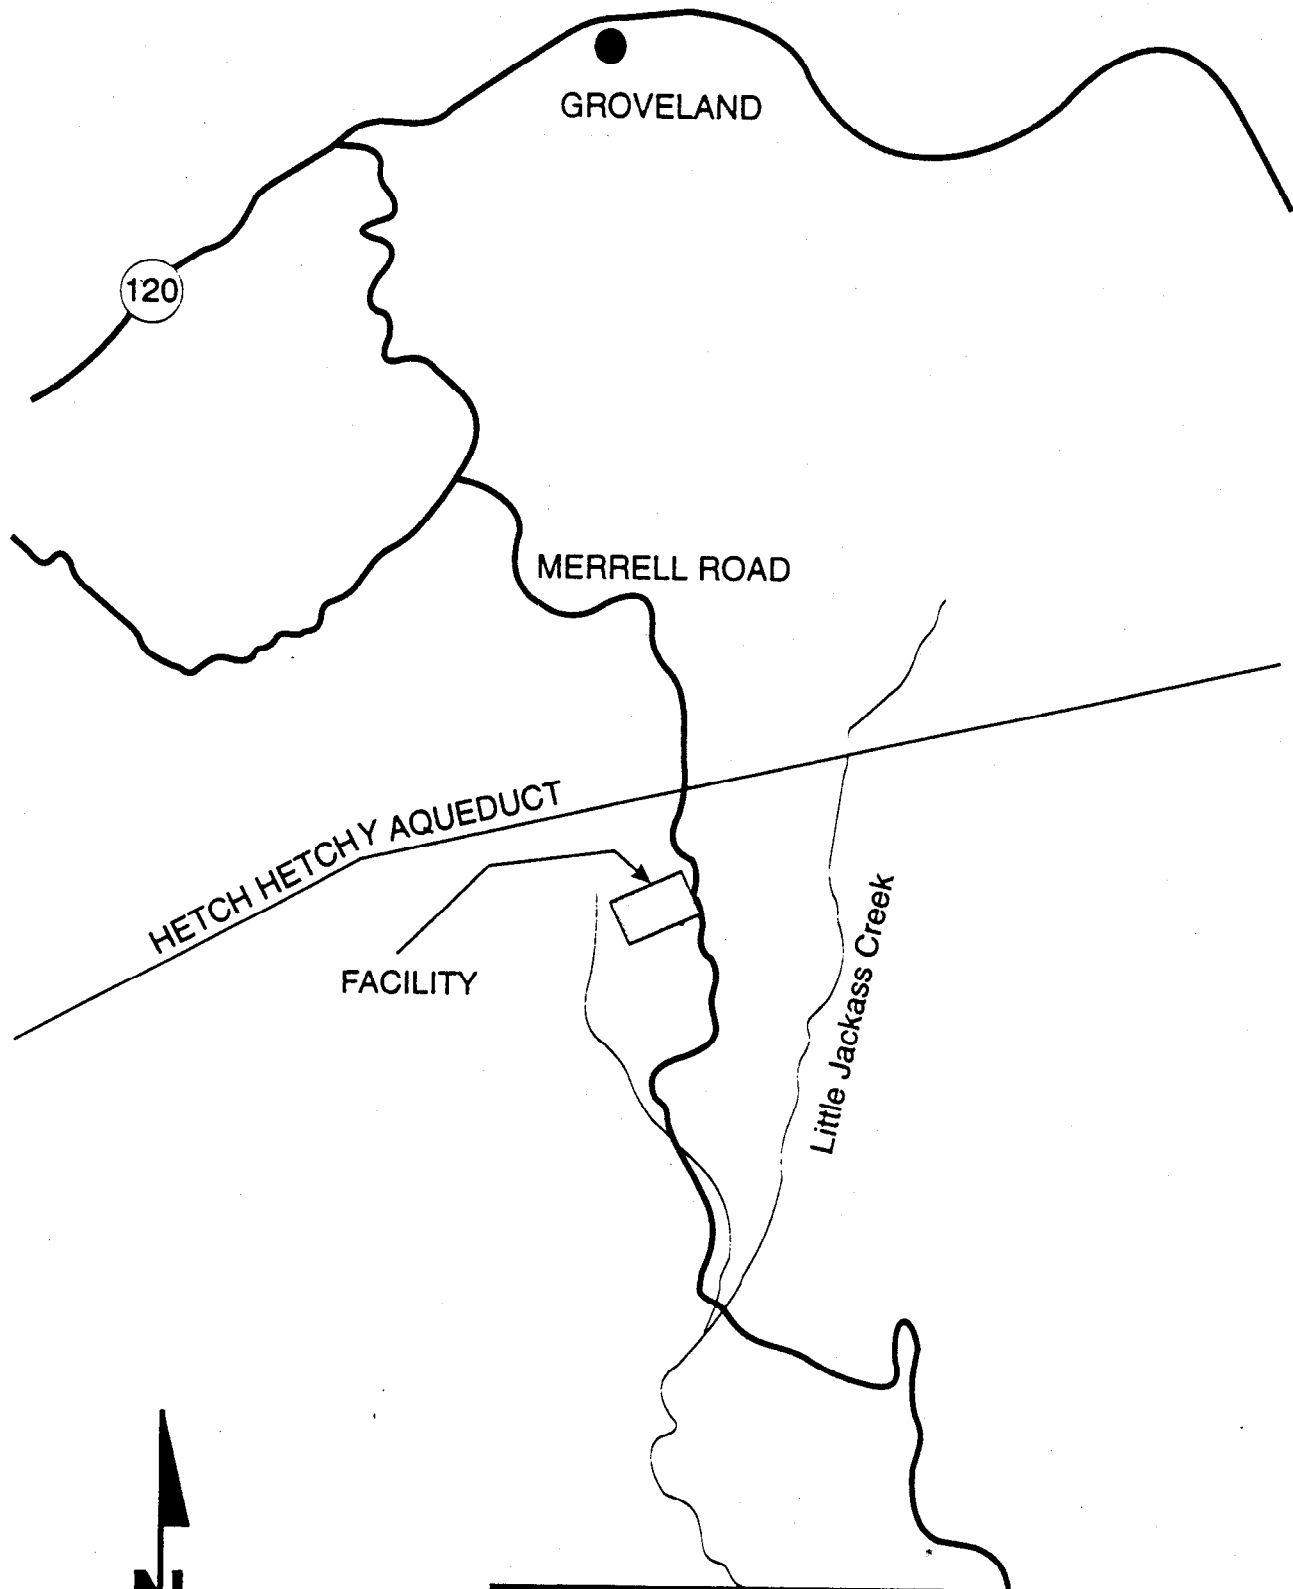 GROVELAND
120
MERRELL ROAD
HETCH HETCHY AQUEDUCT
FACILITY
Little Jackass Creek
N